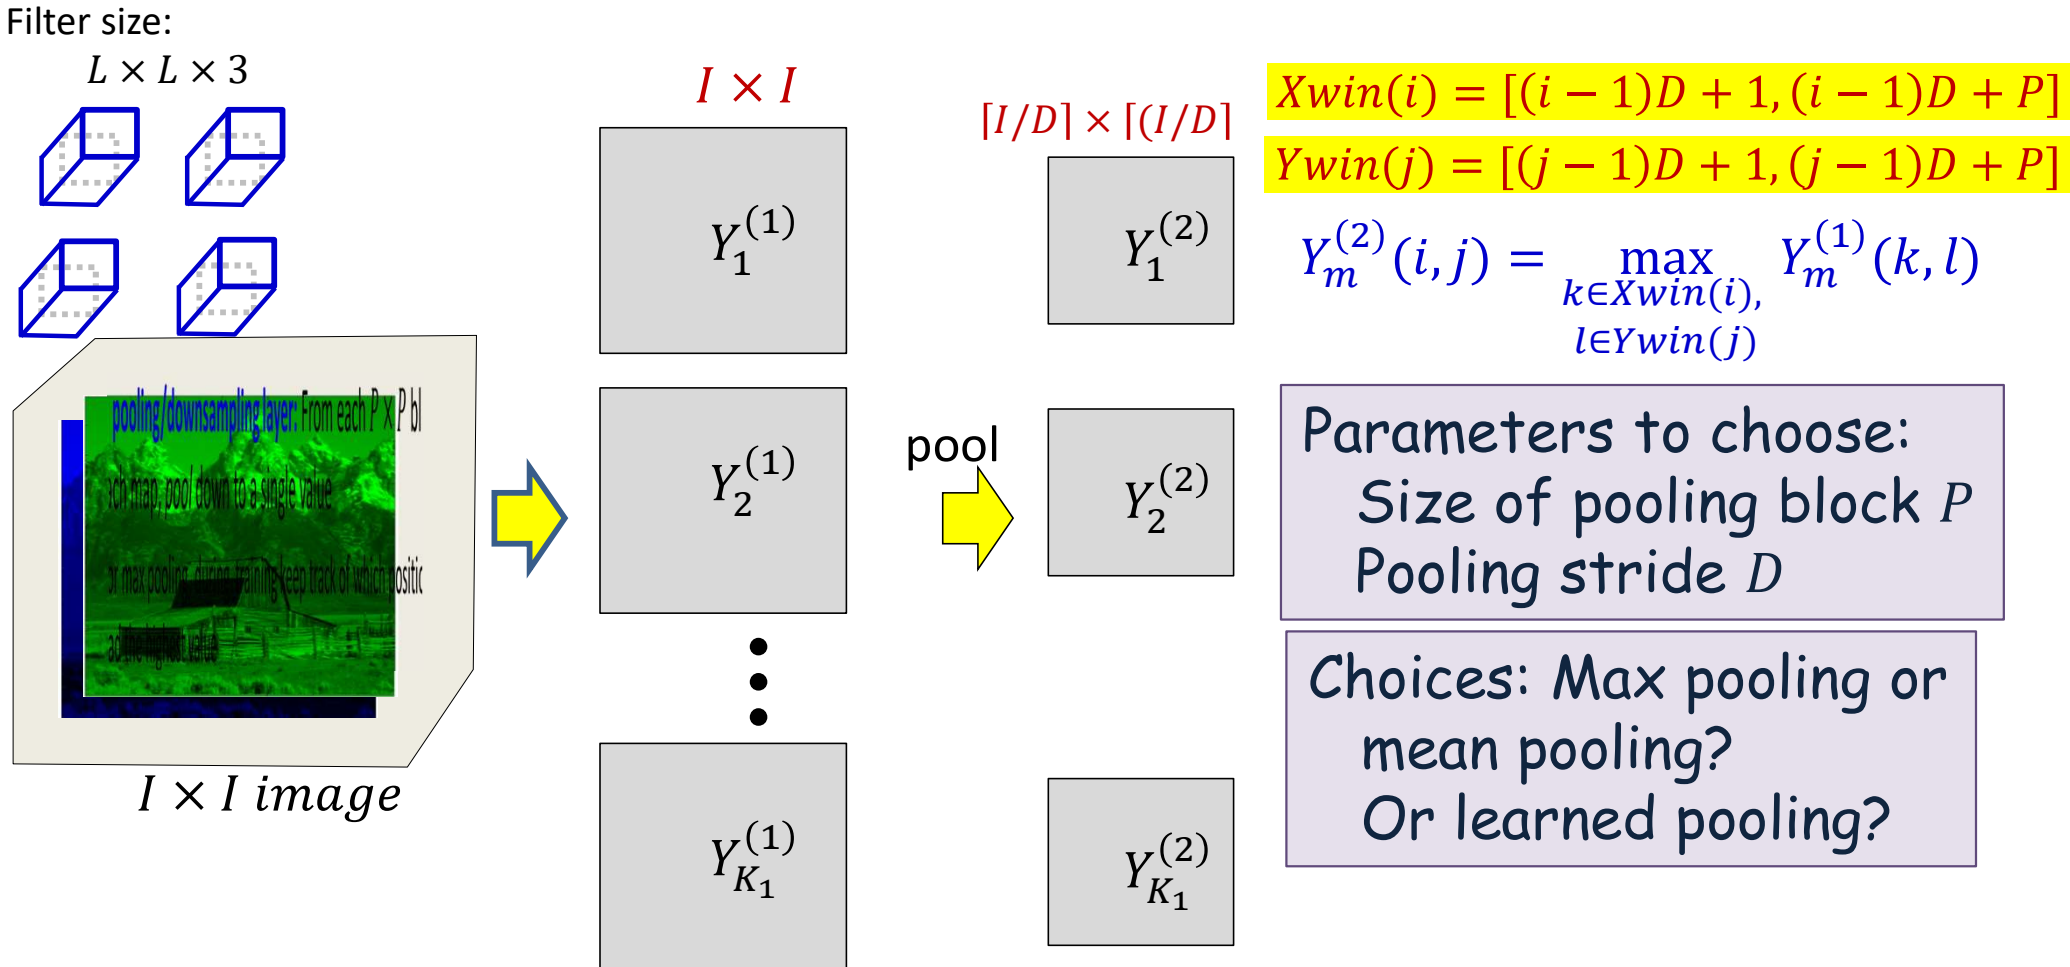 Filter size:
L × L × 3
I × I
⌈I/D⌉ × ⌈(I/D⌉
Xwin(i) = [(i − 1)D + 1, (i − 1)D + P]
Ywin(j) = [(j − 1)D + 1, (j − 1)D + P]
Y_m^{(2)}(i, j) = max_{k∈Xwin(i), l∈Ywin(j)} Y_m^{(1)}(k, l)
Y_1^{(1)}
Y_1^{(2)}
pooling/downsampling layer: From each P × P bl
ch map, pool down to a single value
or max pooling, during training keep track of which positic
ad the highest value
I × I image
Y_2^{(1)}
pool
Y_2^{(2)}
Y_{K_1}^{(1)}
Y_{K_1}^{(2)}
Parameters to choose:
Size of pooling block P
Pooling stride D
Choices: Max pooling or
mean pooling?
Or learned pooling?